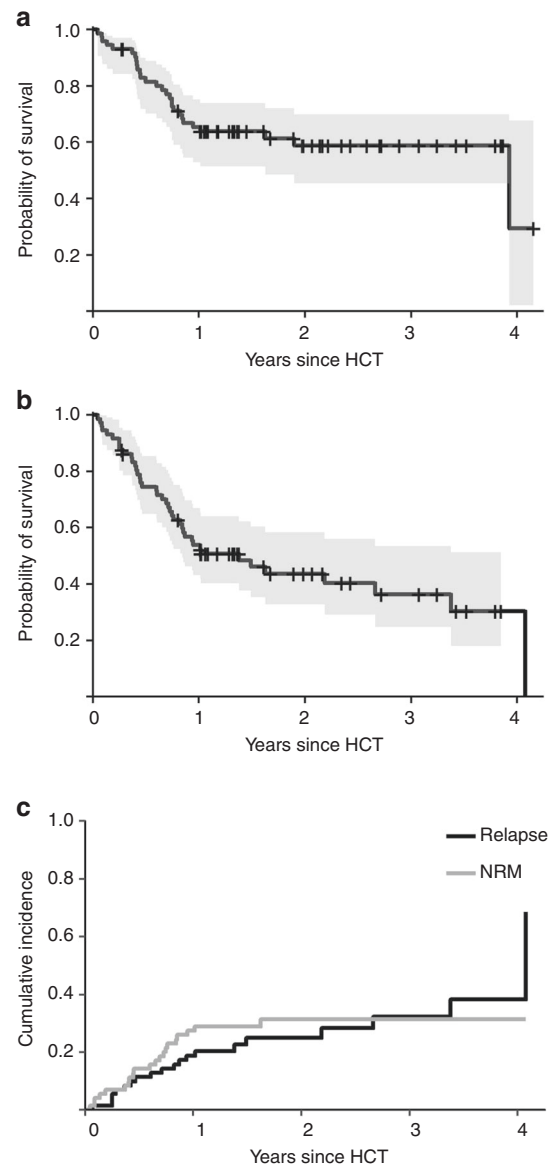 a
1.0
0.8
0.6
0.4
0.2
Probability of survival
0 1 2 3 4
Years since HCT
b
1.0
0.8
0.6
0.4
0.2
Probability of survival
0 1 2 3 4
Years since HCT
c
1.0
0.8
0.6
0.4
0.2
Cumulative incidence
Relapse
NRM
0 1 2 3 4
Years since HCT